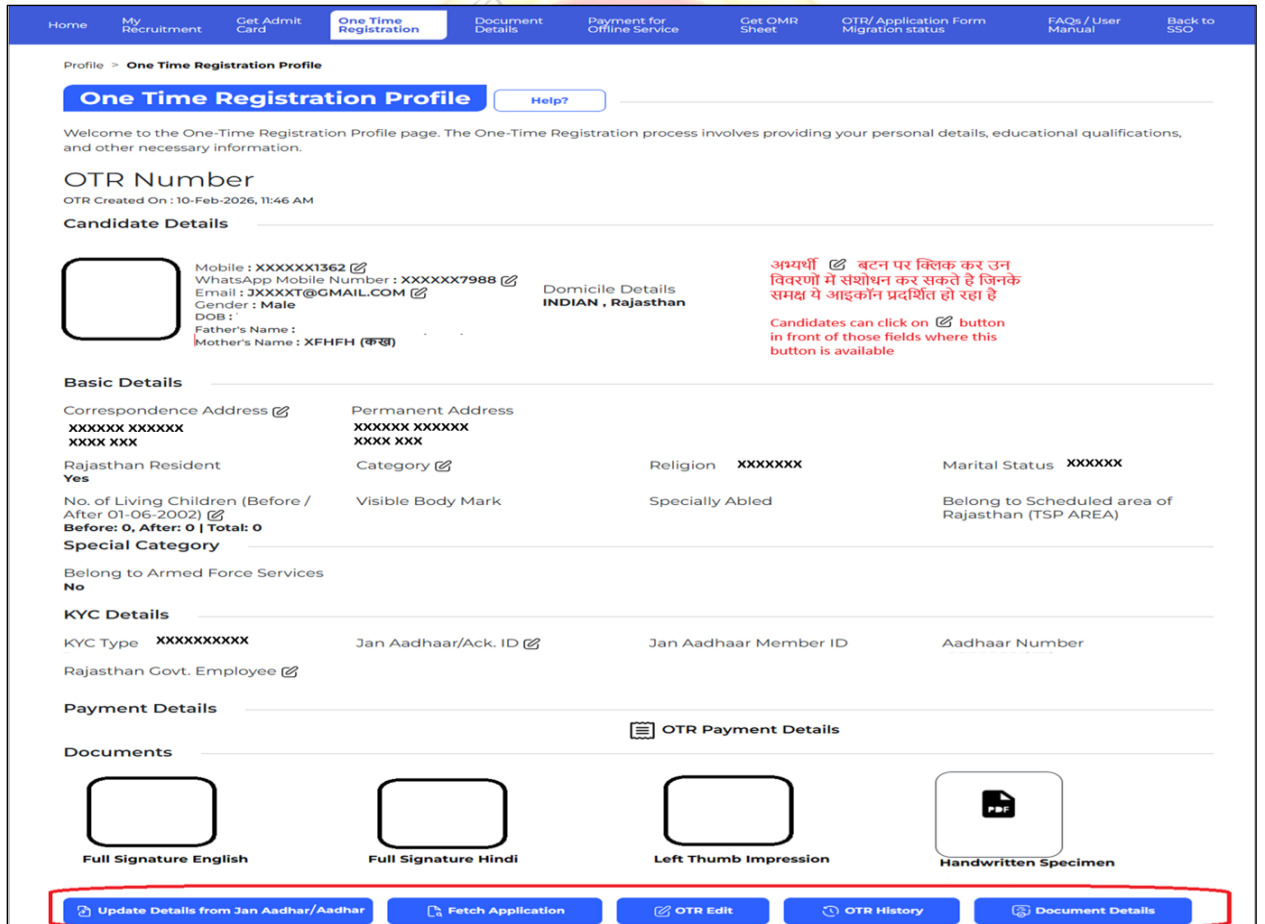 Home
My Recruitment
Get Admit Card
One Time Registration
Document Details
Payment for Offline Service
Get OMR Sheet
OTR/ Application Form Migration status
FAQs / User Manual
Back to SSO
Profile > One Time Registration Profile
One Time Registration Profile
Help?
Welcome to the One-Time Registration Profile page. The One-Time Registration process involves providing your personal details, educational qualifications,
and other necessary information.
OTR Number
OTR Created On : 10-Feb-2026, 11:46 AM
Candidate Details
Mobile : XXXXXX1362
WhatsApp Mobile Number : XXXXXX7988
Email : JXXXXT@GMAIL.COM
Gender : Male
DOB :
Father's Name :
Mother's Name : XFHFH (कख)
Domicile Details
INDIAN , Rajasthan
अभ्यर्थी बटन पर क्लिक कर उन
विवरणों में संशोधन कर सकते है जिनके
समक्ष ये आइकॉन प्रदर्शित हो रहा है
Candidates can click on button
in front of those fields where this
button is available
Basic Details
Correspondence Address
XXXXXX XXXXXX
XXXX XXX
Permanent Address
XXXXXX XXXXXX
XXXX XXX
Rajasthan Resident
Yes
Category
Religion XXXXXXX
Marital Status XXXXXX
No. of Living Children (Before /
After 01-06-2002)
Before: 0, After: 0 | Total: 0
Visible Body Mark
Specially Abled
Belong to Scheduled area of
Rajasthan (TSP AREA)
Special Category
Belong to Armed Force Services
No
KYC Details
KYC Type XXXXXXXXXX
Jan Aadhaar/Ack. ID
Jan Aadhaar Member ID
Aadhaar Number
Rajasthan Govt. Employee
Payment Details
OTR Payment Details
Documents
PDF
Full Signature English
Full Signature Hindi
Left Thumb Impression
Handwritten Specimen
Update Details from Jan Aadhar/Aadhar
Fetch Application
OTR Edit
OTR History
Document Details